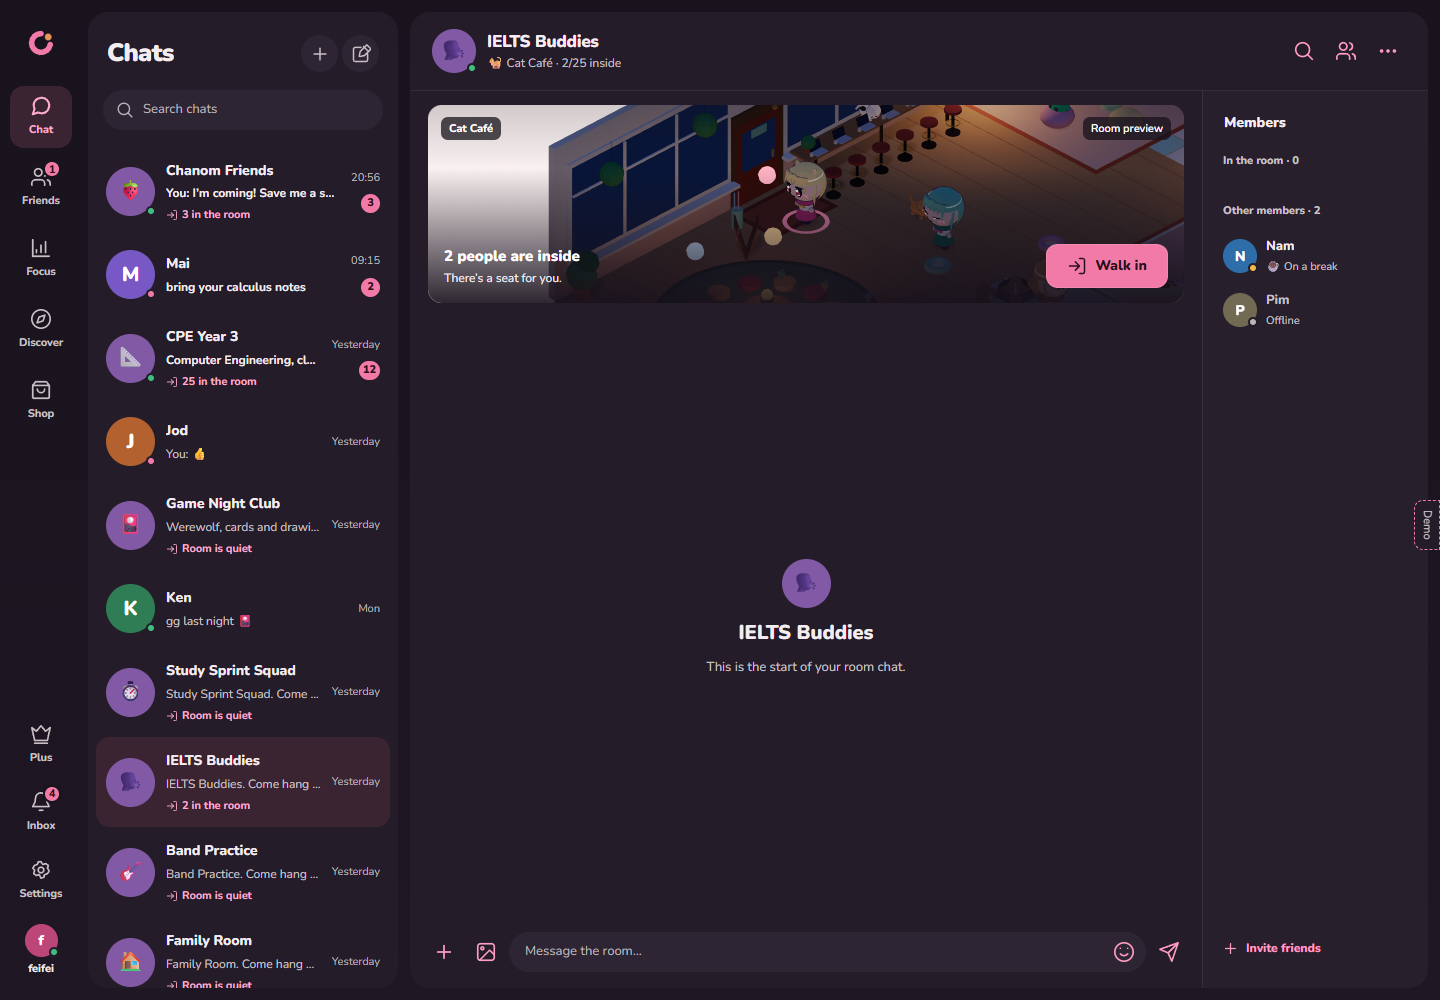 Chat
1
Friends
Focus
Discover
Shop
Plus
4
Inbox
Settings
f
feifei
Chats
Search chats
Chanom Friends
20:56
You: I'm coming! Save me a s...
3
3 in the room
M
Mai
09:15
bring your calculus notes
2
CPE Year 3
Yesterday
Computer Engineering, cl...
12
25 in the room
J
Jod
Yesterday
You: 👍
Game Night Club
Werewolf, cards and drawi...
Yesterday
Room is quiet
K
Ken
Mon
gg last night 🎴
Study Sprint Squad
Study Sprint Squad. Come ...
Yesterday
Room is quiet
IELTS Buddies
IELTS Buddies. Come hang ...
Yesterday
2 in the room
Band Practice
Band Practice. Come hang ...
Yesterday
Room is quiet
Family Room
Family Room. Come hang ...
Yesterday
Room is quiet
IELTS Buddies
Cat Café · 2/25 inside
Cat Café
Room preview
2 people are inside
There's a seat for you.
Walk in
IELTS Buddies
This is the start of your room chat.
Message the room...
Members
In the room · 0
Other members · 2
N
Nam
On a break
P
Pim
Offline
Invite friends
Demo